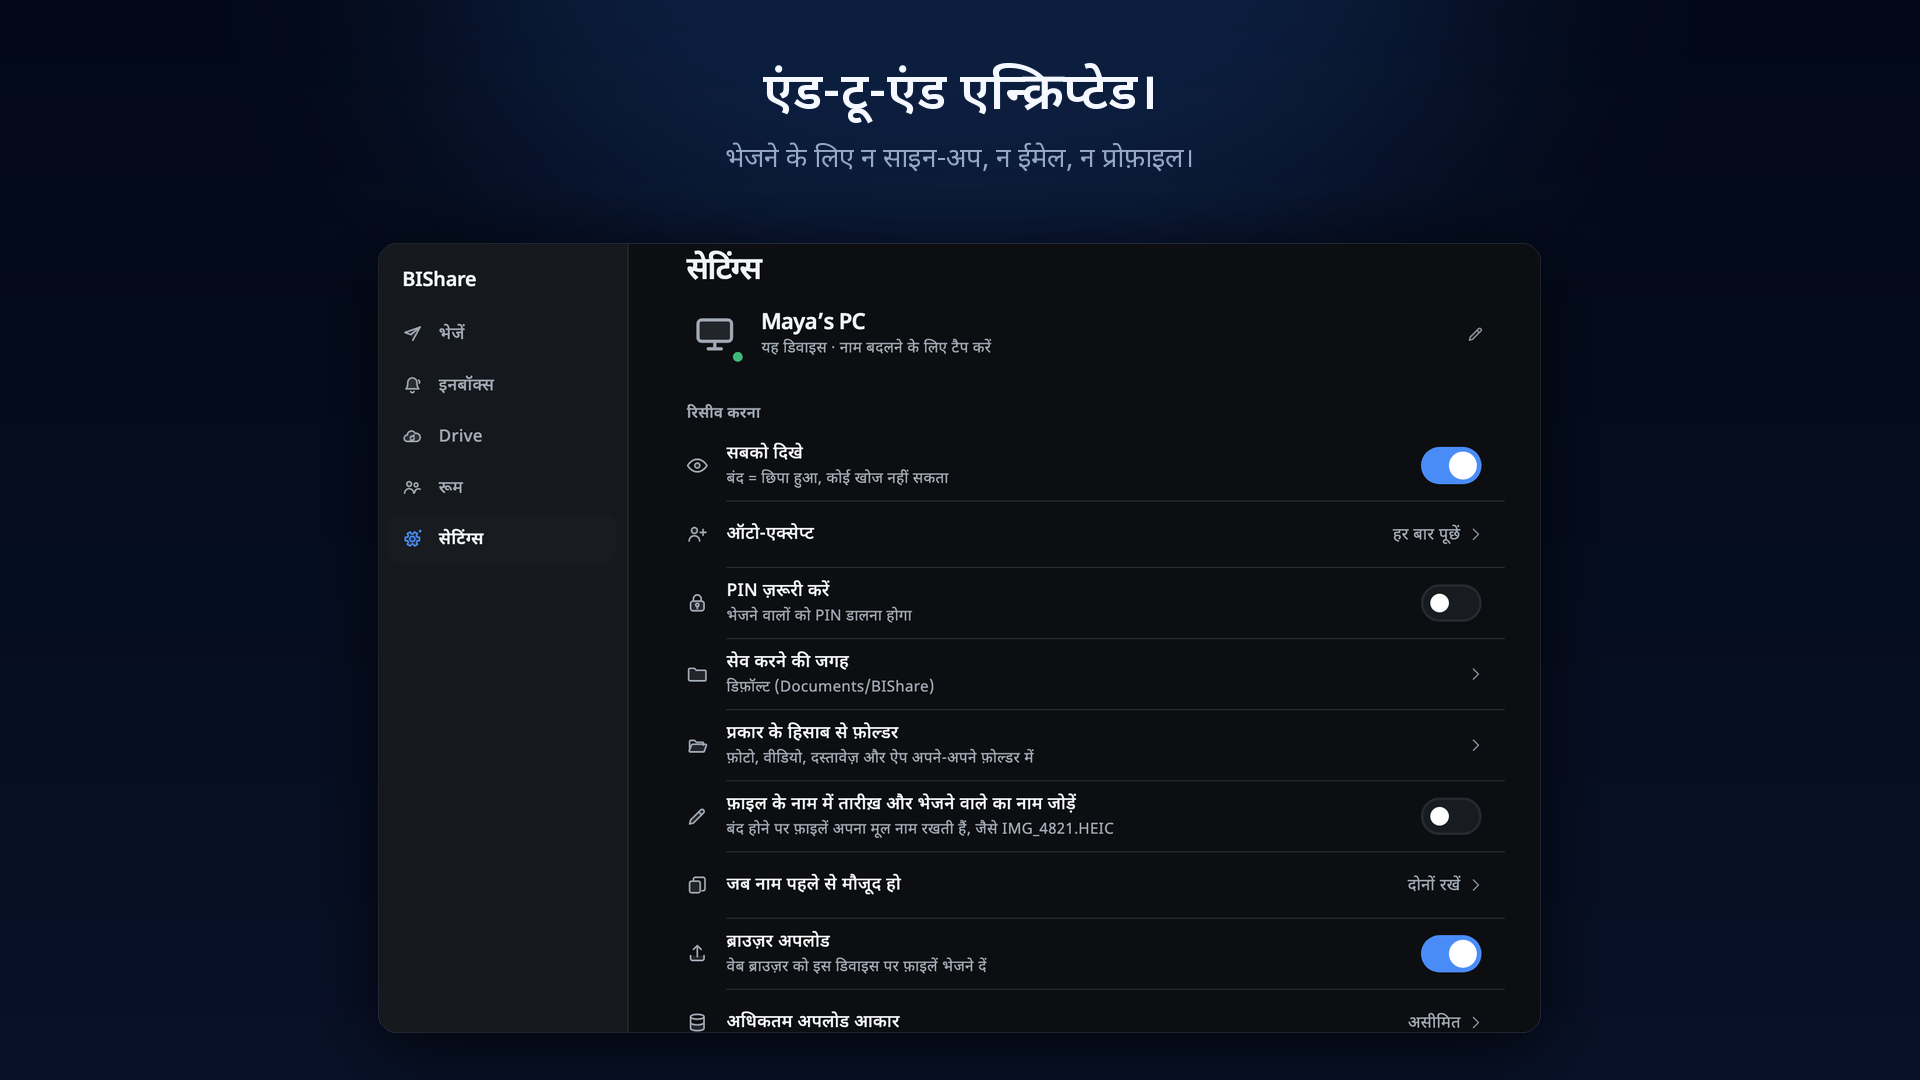 एंड-टू-एंड एन्क्रिप्टेड।
भेजने के लिए न साइन-अप, न ईमेल, न प्रोफ़ाइल।
BIShare
भेजें
इनबॉक्स
Drive
रूम
सेटिंग्स
सेटिंग्स
Maya’s PC
यह डिवाइस · नाम बदलने के लिए टैप करें
रिसीव करना
सबको दिखे
बंद = छिपा हुआ, कोई खोज नहीं सकता
ऑटो-एक्सेप्ट
हर बार पूछें
PIN ज़रूरी करें
भेजने वालों को PIN डालना होगा
सेव करने की जगह
डिफ़ॉल्ट (Documents/BIShare)
प्रकार के हिसाब से फ़ोल्डर
फ़ोटो, वीडियो, दस्तावेज़ और ऐप अपने-अपने फ़ोल्डर में
फ़ाइल के नाम में तारीख़ और भेजने वाले का नाम जोड़ें
बंद होने पर फ़ाइलें अपना मूल नाम रखती हैं, जैसे IMG_4821.HEIC
जब नाम पहले से मौजूद हो
दोनों रखें
ब्राउज़र अपलोड
वेब ब्राउज़र को इस डिवाइस पर फ़ाइलें भेजने दें
अधिकतम अपलोड आकार
असीमित